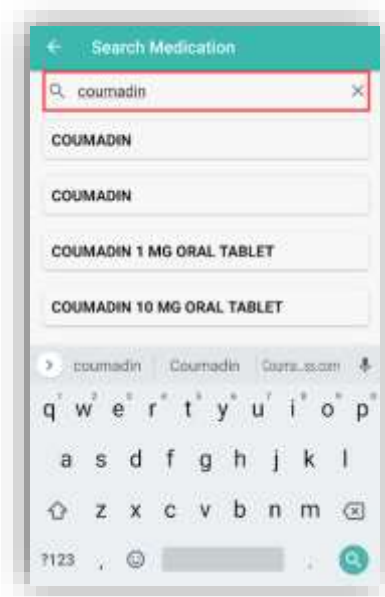 Search Medication
coumadin
COUMADIN
COUMADIN
COUMADIN 1 MG ORAL TABLET
COUMADIN 10 MG ORAL TABLET
coumadin Coumadin
q w e r t y u i o p
a s d f g h j k l
z x c v b n m
?123 , .